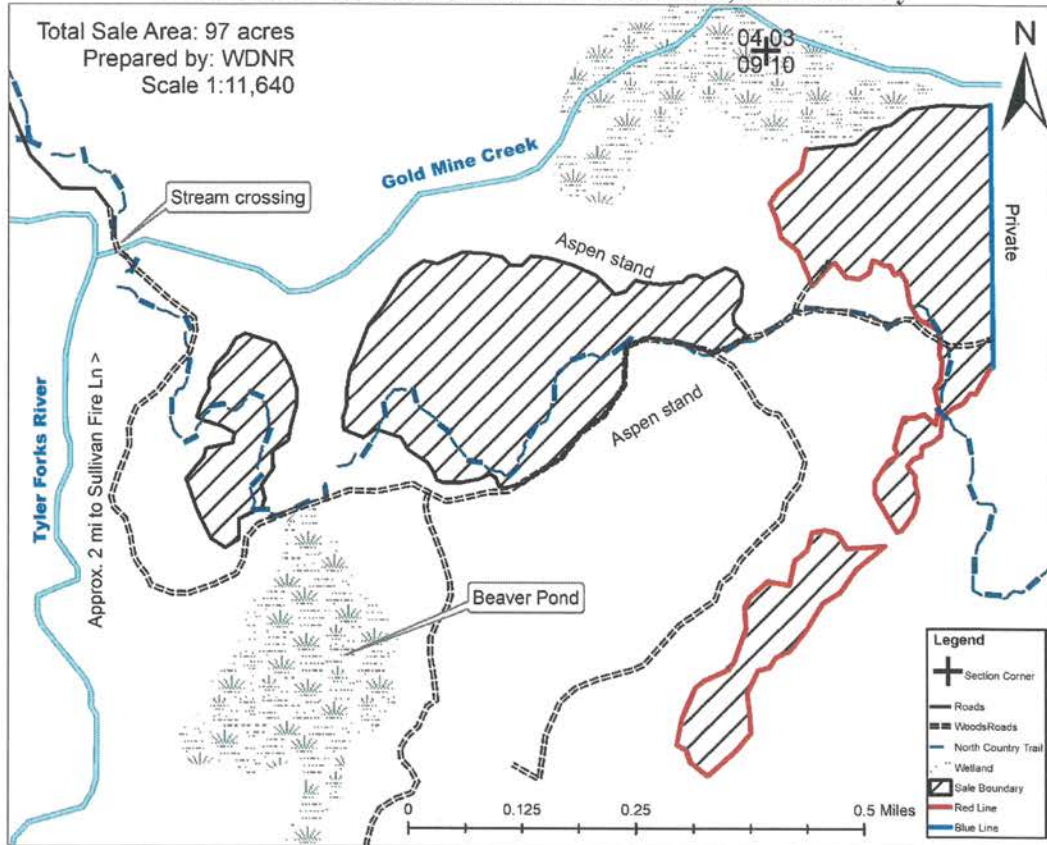 Total Sale Area: 97 acres
Prepared by: WDNR
Scale 1:11,640
04 03
09 10
N
Gold Mine Creek
Stream crossing
Private
Aspen stand
Aspen stand
Tyler Forks River
Approx. 2 mi to Sullivan Fire Ln >
Beaver Pond
Legend
Section Corner
Roads
WoodsRoads
North Country Trail
Wetland
Sale Boundary
Red Line
Blue Line
0 0.125 0.25 0.5 Miles